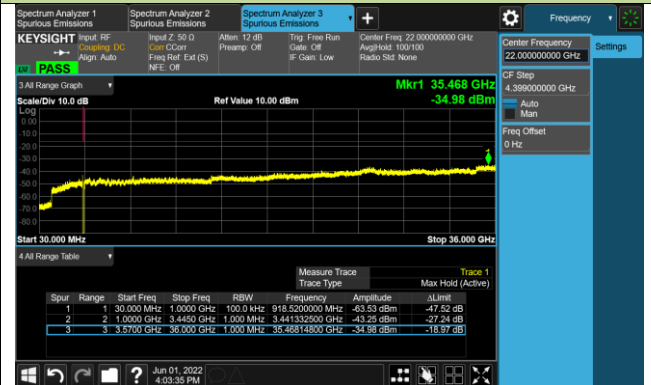 Spectrum Analyzer 1
Spurious Emissions
Spectrum Analyzer 2
Spurious Emissions
Spectrum Analyzer 3
Spurious Emissions
+
Frequency
KEYSIGHT
Input: RF
Coupling: DC
Align: Auto
Input Z: 50 Ω
Corr CCorr
Freq Ref: Ext (S)
NFE: Off
Atten: 12 dB
Preamp: Off
Trig: Free Run
Gate: Off
IF Gain: Low
Center Freq: 22.000000000 GHz
Avg|Hold: 100/100
Radio Std: None
PASS
Center Frequency
22.000000000 GHz
Settings
CF Step
4.399000000 GHz
Auto
Man
Freq Offset
0 Hz
3 All Range Graph
Mkr1 35.468 GHz
Scale/Div 10.0 dB
Ref Value 10.00 dBm
-34.98 dBm
Log
0.00
-10.0
-20.0
-30.0
-40.0
-50.0
-60.0
-70.0
-80.0
1
Start 30.000 MHz
Stop 36.000 GHz
4 All Range Table
Measure Trace Trace 1
Trace Type Max Hold (Active)
Spur Range Start Freq Stop Freq RBW Frequency Amplitude ΔLimit
1 1 30.000 MHz 1.0000 GHz 100.0 kHz 918.5200000 MHz -63.53 dBm -47.52 dB
2 2 1.0000 GHz 3.4450 GHz 1.000 MHz 3.441332500 GHz -43.25 dBm -27.24 dB
3 3 3.5700 GHz 36.000 GHz 1.000 MHz 35.46814800 GHz -34.98 dBm -18.97 dB
?
Jun 01, 2022
4:03:35 PM